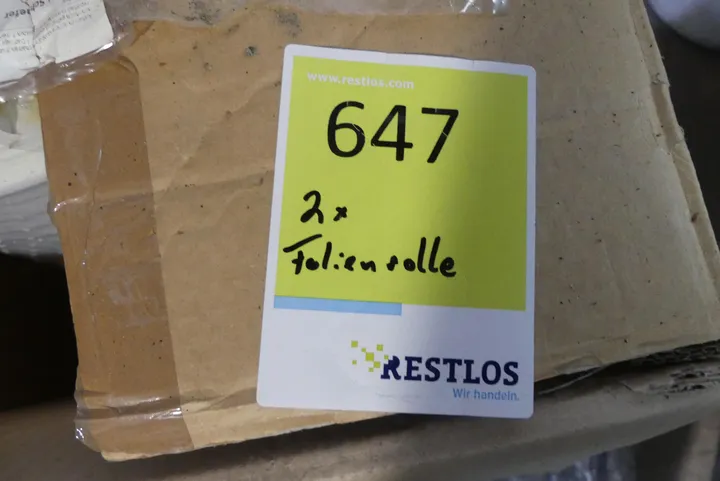 www.restlos.com
647
2x
Folienrolle
RESTLOS
Wir handeln.